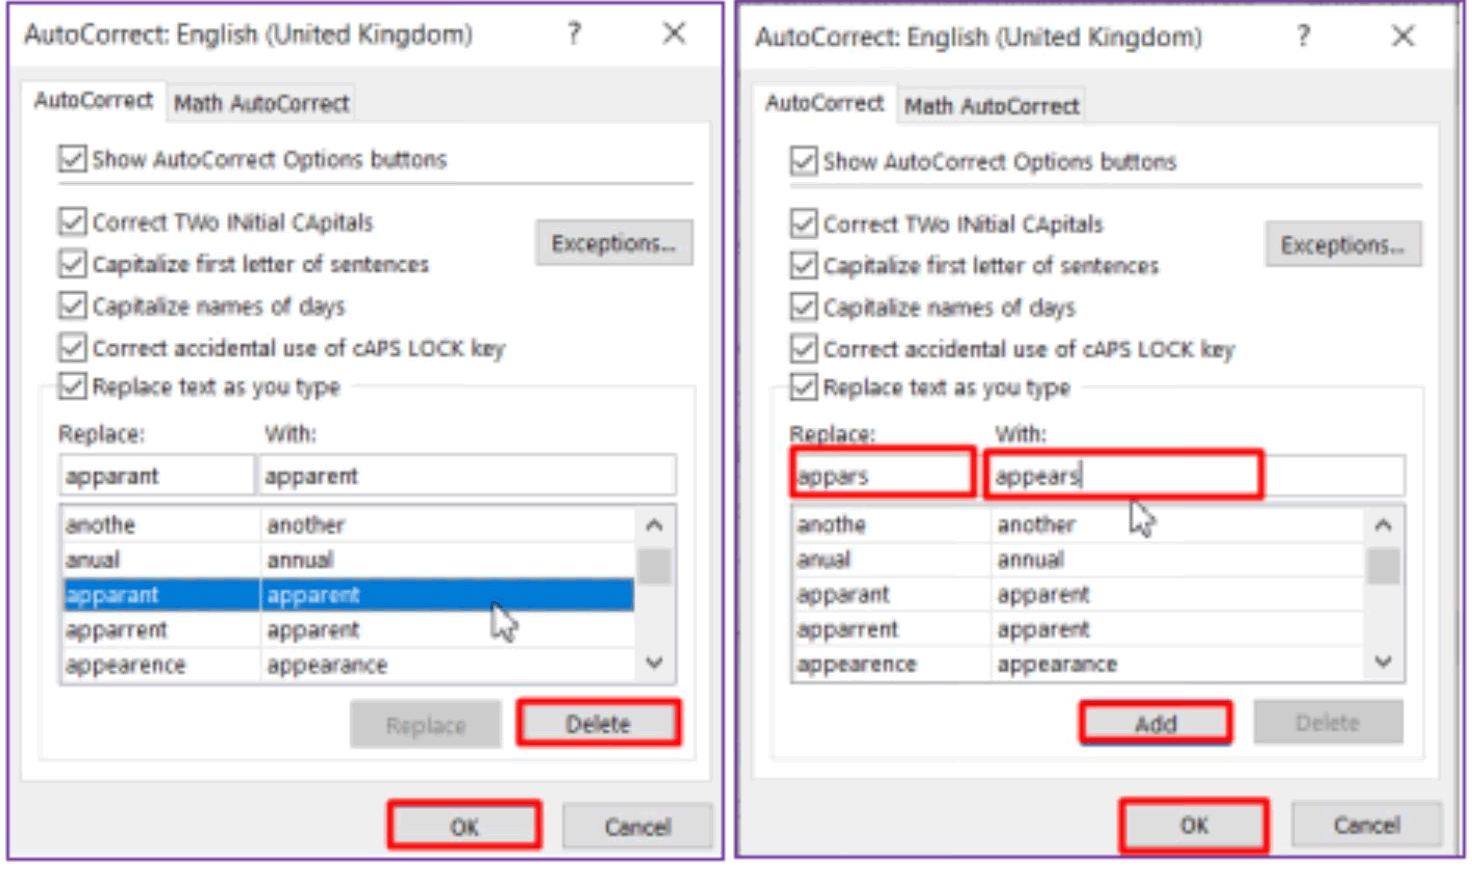 AutoCorrect: English (United Kingdom) ?
AutoCorrect Math AutoCorrect
Show AutoCorrect Options buttons
Correct TWo INitial CApitals
Exceptions...
Capitalize first letter of sentences
Capitalize names of days
Correct accidental use of cAPS LOCK key
Replace text as you type
Replace: With:
apparant apparent
anothe another
anual annual
apparant apparent
apparrent apparent
appearence appearance
Replace Delete
OK Cancel
AutoCorrect: English (United Kingdom) ?
AutoCorrect Math AutoCorrect
Show AutoCorrect Options buttons
Correct TWo INitial CApitals
Exceptions...
Capitalize first letter of sentences
Capitalize names of days
Correct accidental use of cAPS LOCK key
Replace text as you type
Replace: With:
appars appears
anothe another
anual annual
apparant apparent
apparrent apparent
appearence appearance
Add Delete
OK Cancel